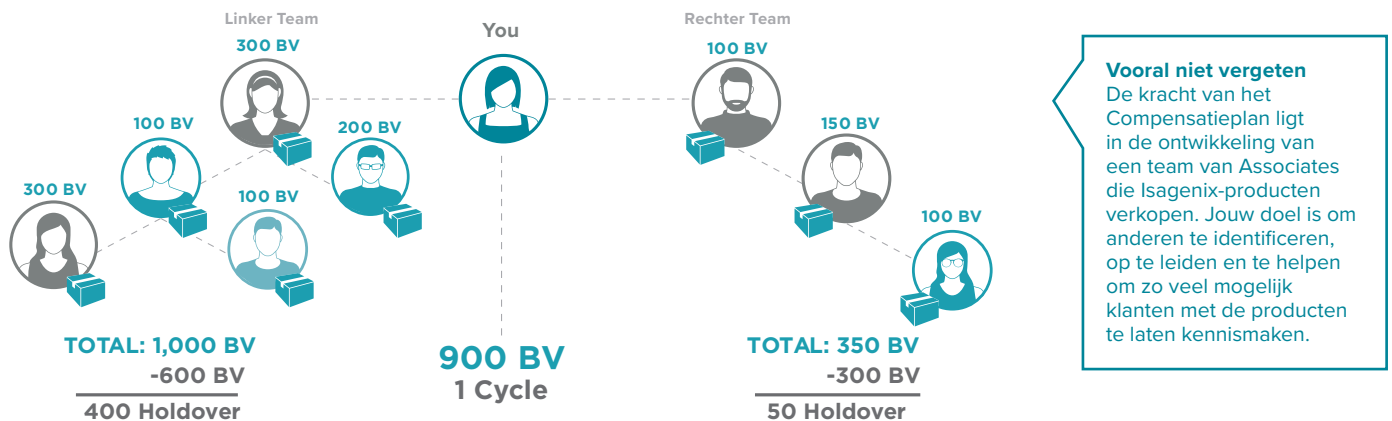 Linker Team
300 BV
You
Rechter Team
100 BV
100 BV
200 BV
150 BV
300 BV
100 BV
100 BV
TOTAL: 1,000 BV
-600 BV
400 Holdover
900 BV
1 Cycle
TOTAL: 350 BV
-300 BV
50 Holdover
Vooral niet vergeten
De kracht van het
Compensatieplan ligt
in de ontwikkeling van
een team van Associates
die Isagenix-producten
verkopen. Jouw doel is om
anderen te identificeren,
op te leiden en te helpen
om zo veel mogelijk
klanten met de producten
te laten kennismaken.